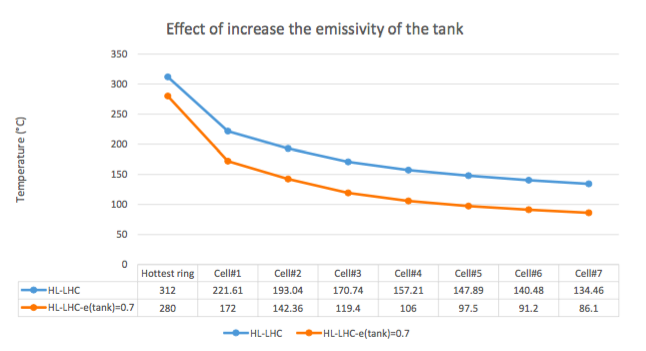 Effect of increase the emissivity of the tank
Temperature (°C)
350
300
250
200
150
100
50
0
Hottest ring Cell#1 Cell#2 Cell#3 Cell#4 Cell#5 Cell#6 Cell#7
HL-LHC 312 221.61 193.04 170.74 157.21 147.89 140.48 134.46
HL-LHC-e(tank)=0.7 280 172 142.36 119.4 106 97.5 91.2 86.1
HL-LHC HL-LHC-e(tank)=0.7